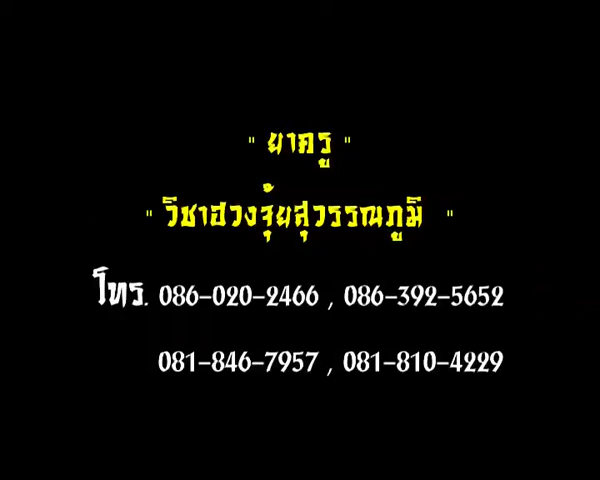 " ยาครู "
" วิชาฮวงจุ้ยสุวรรณภูมิ "
โทร. 086-020-2466 , 086-392-5652
081-846-7957 , 081-810-4229